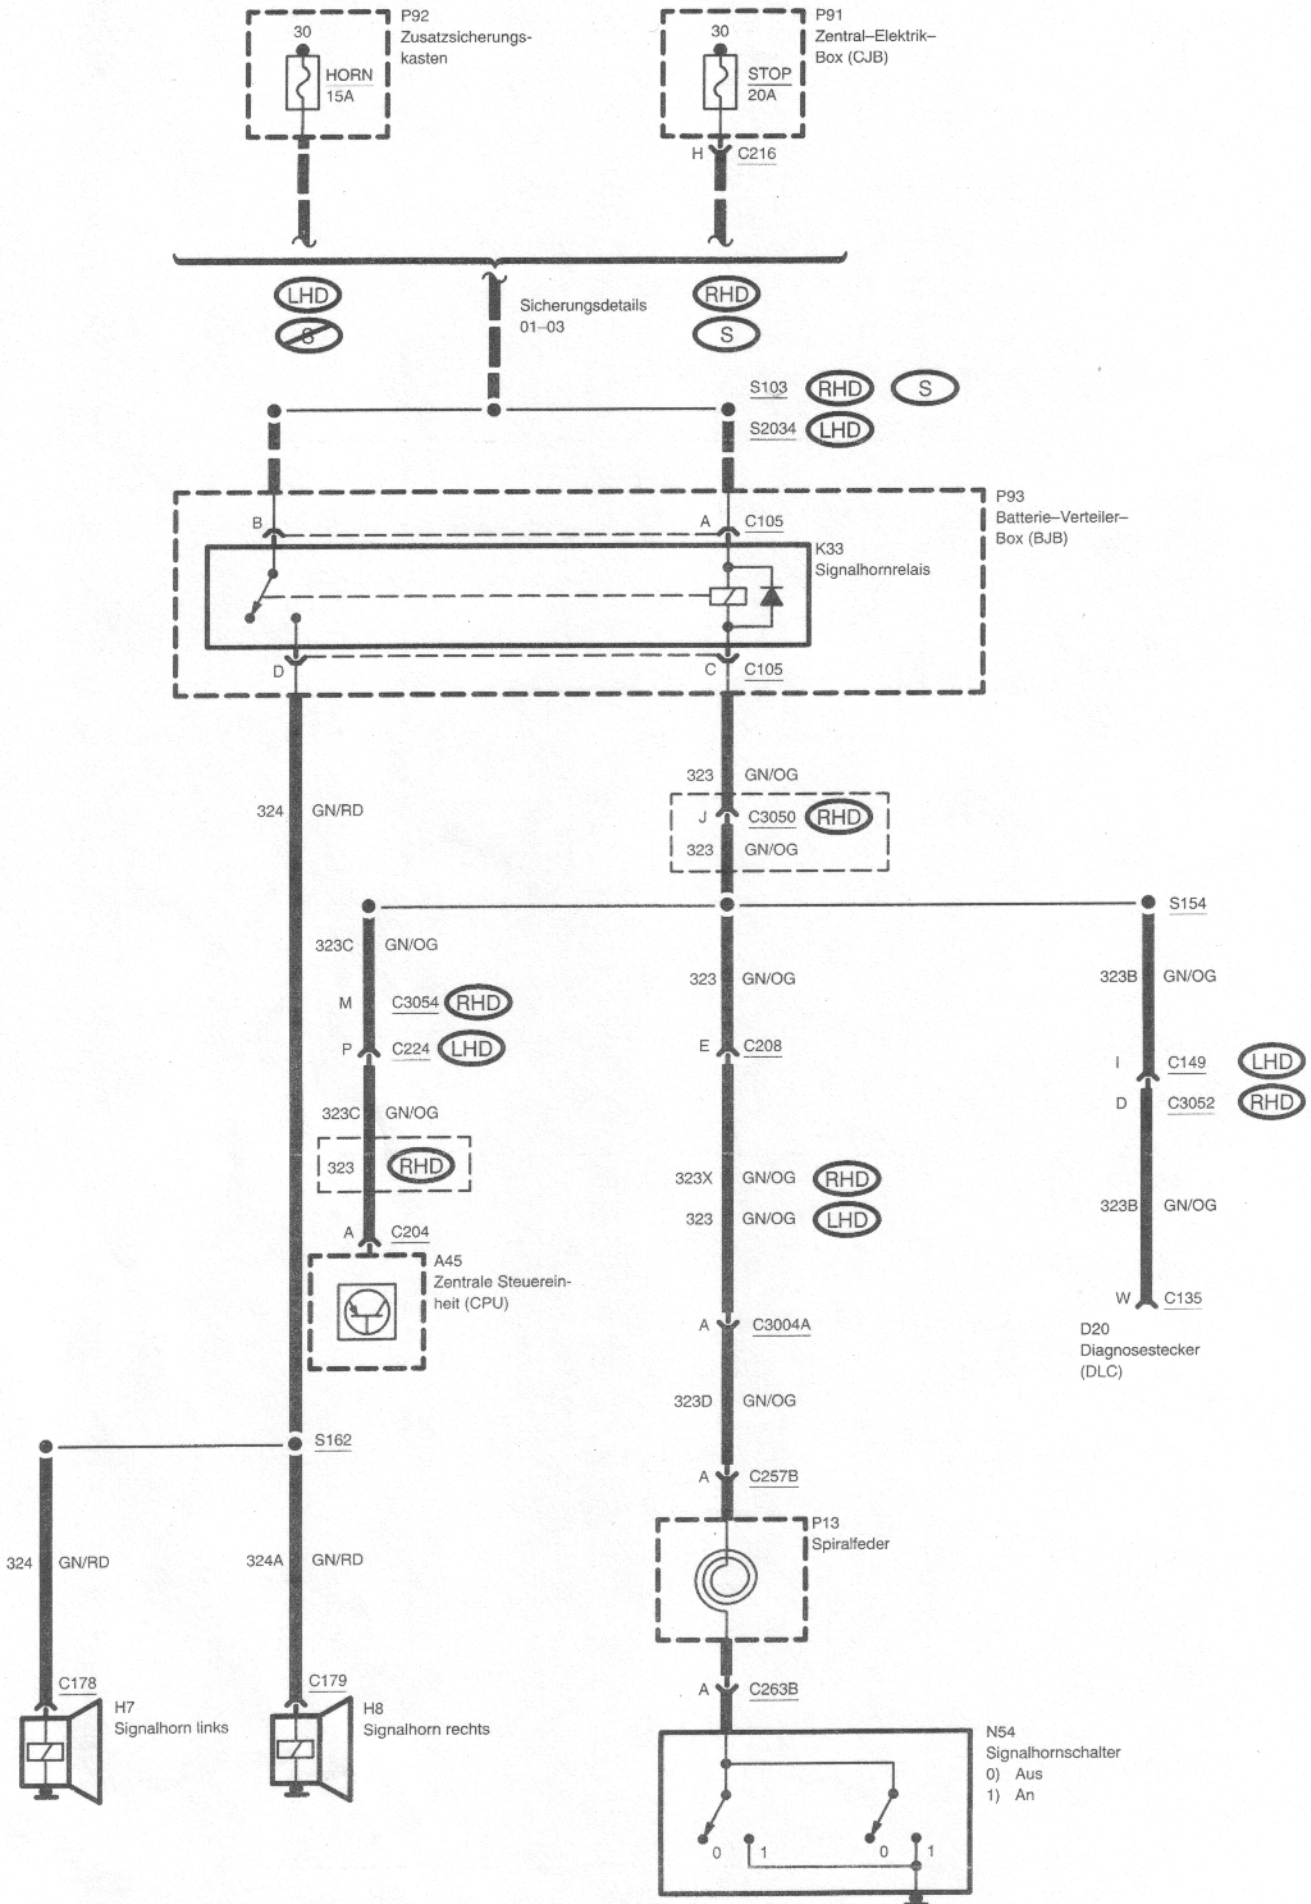 P92
Zusatzsicherungs-
kasten
30
HORN
15A
P91
Zentral–Elektrik–
Box (CJB)
30
STOP
20A
H C216
LHD
S
Sicherungsdetails
01–03
RHD
S
S103 RHD S
S2034 LHD
P93
Batterie–Verteiler–
Box (BJB)
B
A C105
K33
Signalhornrelais
D
C C105
323 GN/OG
324 GN/RD
J C3050 RHD
323 GN/OG
S154
323C GN/OG
323 GN/OG
323B GN/OG
M C3054 RHD
P C224 LHD
E C208
I C149 LHD
D C3052 RHD
323C GN/OG
323 RHD
323X GN/OG RHD
323 GN/OG LHD
323B GN/OG
A C204
A45
Zentrale Steuerein-
heit (CPU)
W C135
D20
Diagnosestecker
(DLC)
A C3004A
323D GN/OG
S162
A C257B
P13
Spiralfeder
324 GN/RD
324A GN/RD
C178
H7
Signalhorn links
C179
H8
Signalhorn rechts
A C263B
N54
Signalhornschalter
0) Aus
1) An
0 1 0 1